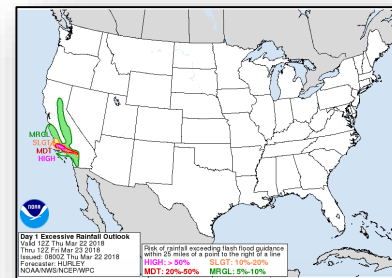 MRGL
SLGT
MDT
HIGH
noaa
Day 1 Excessive Rainfall Outlook
Valid 12Z Thu Mar 22 2018
Thru 12Z Fri Mar 23 2018
Issued: 0800Z Thu Mar 22 2018
Forecaster: HURLEY
NOAA/NWS/NCEP/WPC
Risk of rainfall exceeding flash flood guidance
within 25 miles of a point to the right of a line
HIGH: > 50% SLGT: 10%-20%
MDT: 20%-50% MRGL: 5%-10%